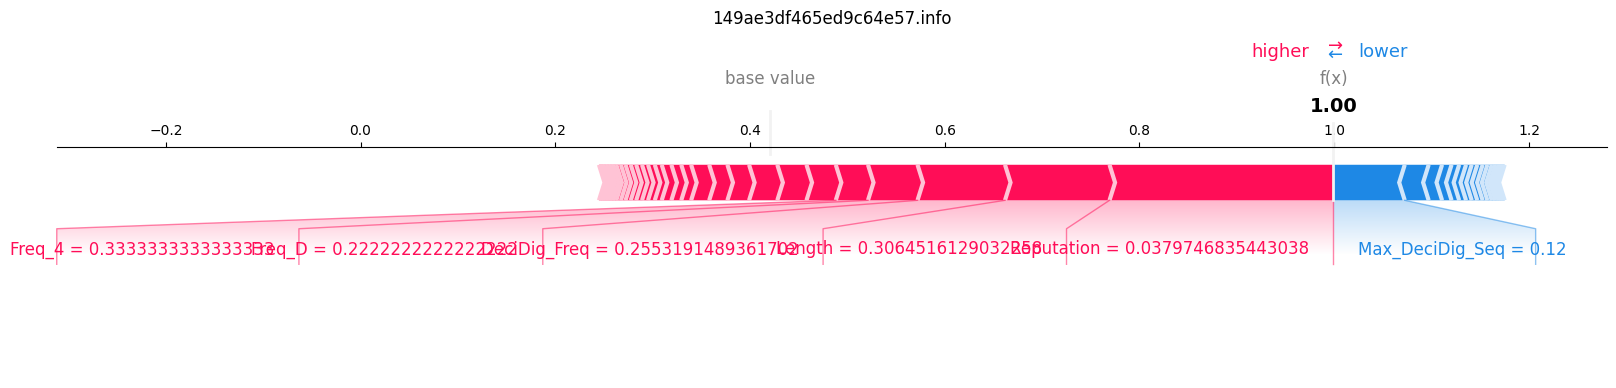 149ae3df465ed9c64e57.info
higher → ← lower
base value f(x)
1.00
−0.2 0.0 0.2 0.4 0.6 0.8 1.0 1.2
Freq_4 = 0.3333333333333333 Freq_D = 0.2222222222222222 DeciDig_Freq = 0.2553191489361702 Length = 0.3064516129032258 Reputation = 0.0379746835443038 Max_DeciDig_Seq = 0.12